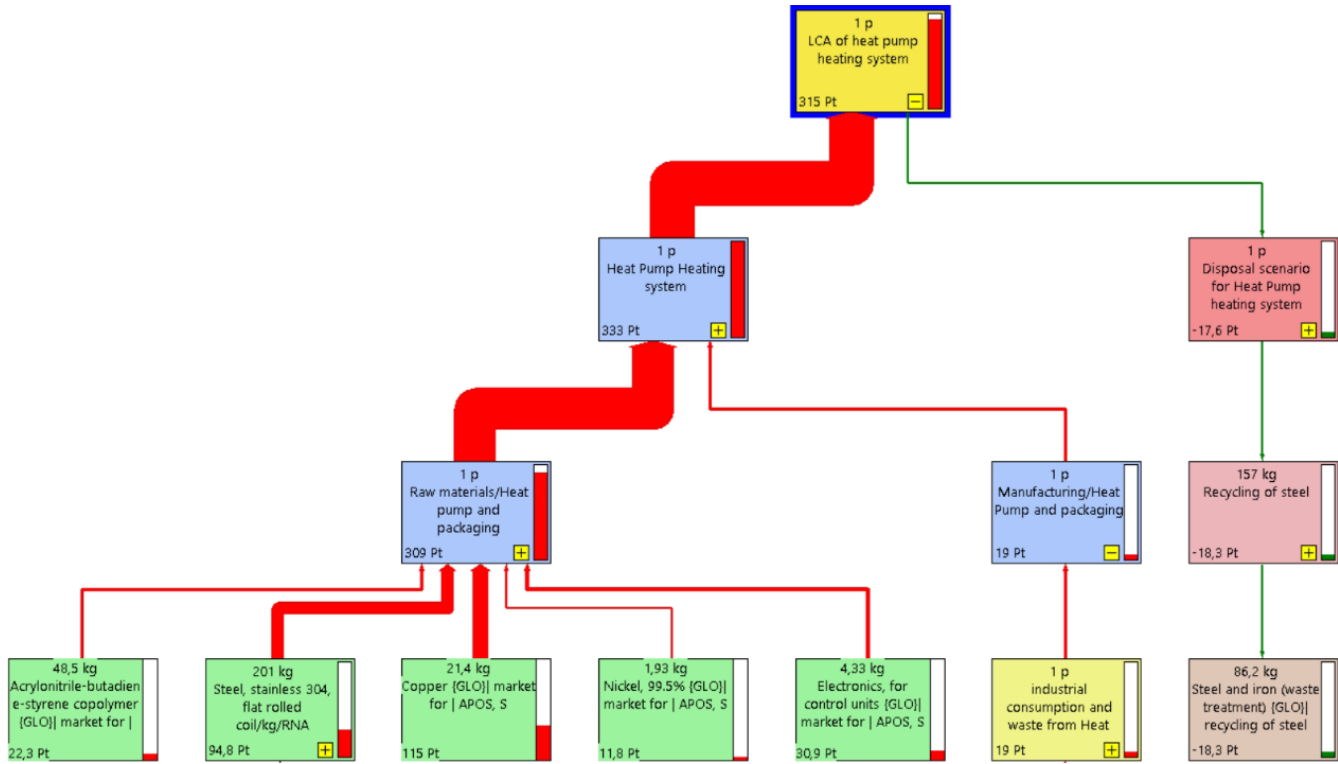 1 p
LCA of heat pump
heating system
315 Pt
1 p
Heat Pump Heating
system
333 Pt
1 p
Disposal scenario
for Heat Pump
heating system
-17,6 Pt
1 p
Raw materials/Heat
pump and
packaging
309 Pt
1 p
Manufacturing/Heat
Pump and packaging
19 Pt
157 kg
Recycling of steel
-18,3 Pt
48,5 kg
Acrylonitrile-butadien
e-styrene copolymer
{GLO}| market for |
22,3 Pt
201 kg
Steel, stainless 304,
flat rolled
coil/kg/RNA
94,8 Pt
21,4 kg
Copper {GLO}| market
for | APOS, S
115 Pt
1,93 kg
Nickel, 99.5% {GLO}|
market for | APOS, S
11,8 Pt
4,33 kg
Electronics, for
control units {GLO}|
market for | APOS, S
30,9 Pt
1 p
industrial
consumption and
waste from Heat
19 Pt
86,2 kg
Steel and iron (waste
treatment) {GLO}|
recycling of steel
-18,3 Pt